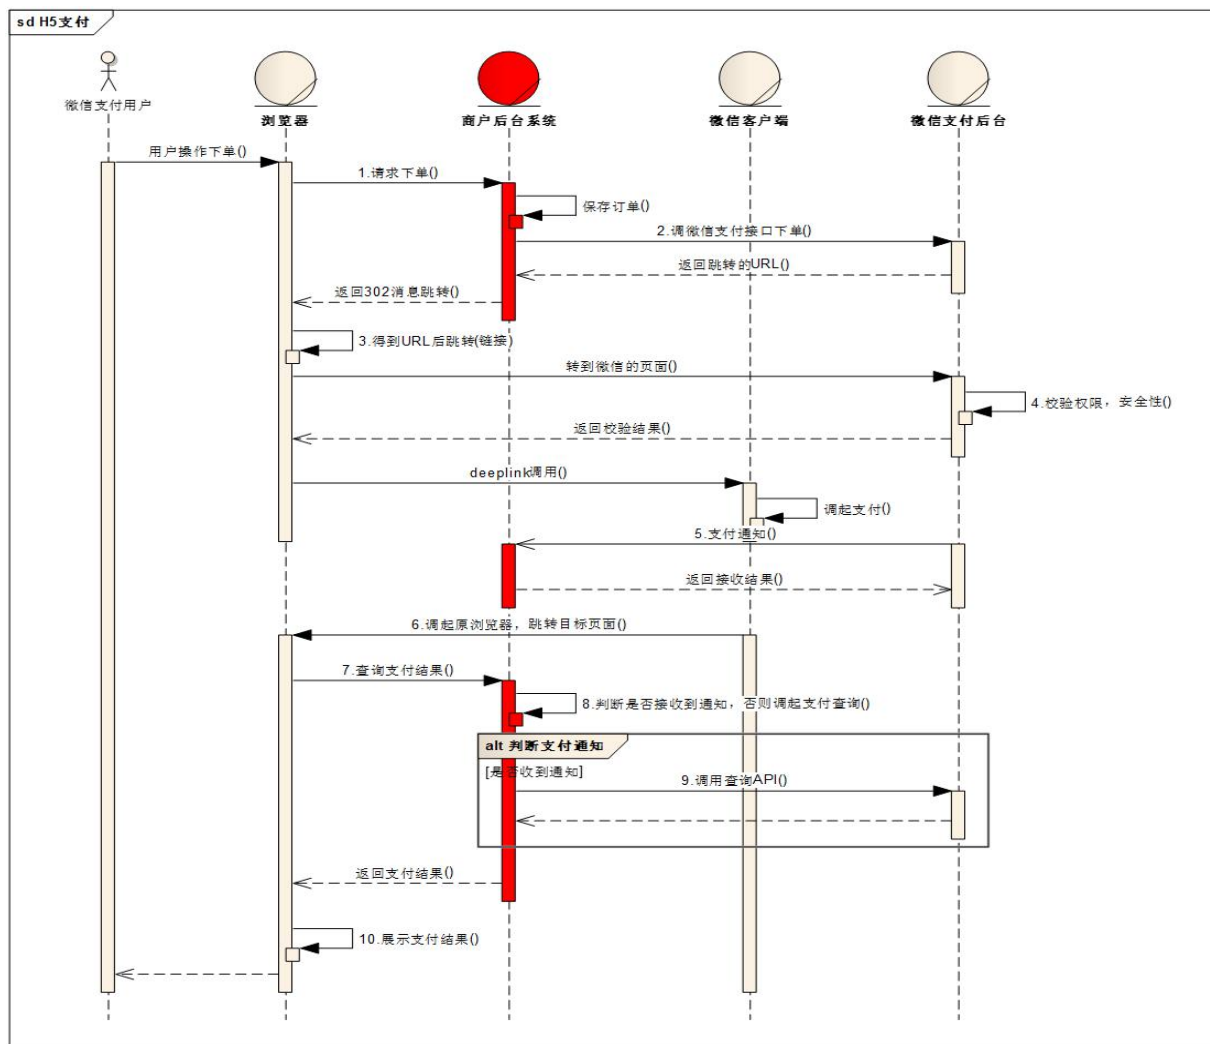 sd H5支付
微信支付用户
浏览器
商户后台系统
微信客户端
微信支付后台
用户操作下单()
1.请求下单()
保存订单()
2.调微信支付接口下单()
返回跳转的URL()
返回302消息跳转()
3.得到URL后跳转(链接)
转到微信的页面()
4.校验权限，安全性()
返回校验结果()
deeplink调用()
调起支付()
5.支付通知()
返回接收结果()
6.调起原浏览器，跳转目标页面()
7.查询支付结果()
8.判断是否接收到通知，否则调起支付查询()
alt 判断支付通知
[是否收到通知]
9.调用查询API()
返回支付结果()
10.展示支付结果()